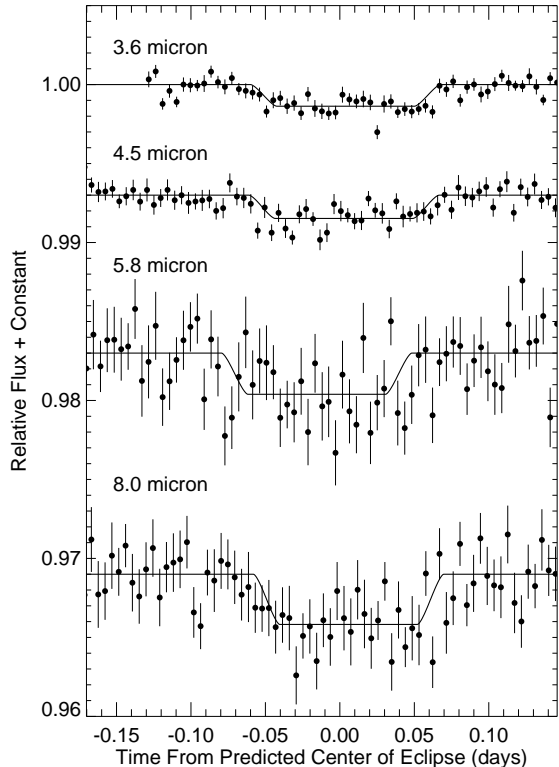 3.6 micron
1.00
4.5 micron
0.99
5.8 micron
0.98
8.0 micron
0.97
0.96
Relative Flux + Constant
-0.15 -0.10 -0.05 0.00 0.05 0.10
Time From Predicted Center of Eclipse (days)